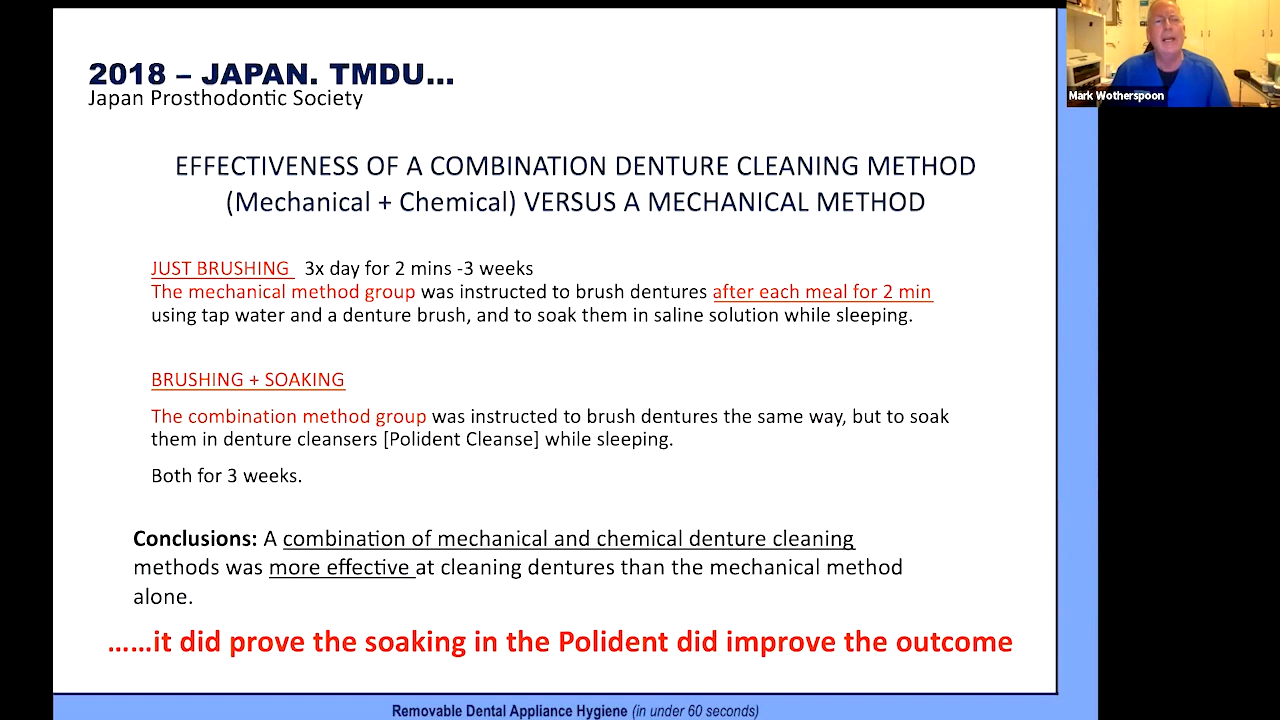 2018 – JAPAN. TMDU...
Japan Prosthodontic Society
EFFECTIVENESS OF A COMBINATION DENTURE CLEANING METHOD
(Mechanical + Chemical) VERSUS A MECHANICAL METHOD
JUST BRUSHING 3x day for 2 mins -3 weeks
The mechanical method group was instructed to brush dentures after each meal for 2 min
using tap water and a denture brush, and to soak them in saline solution while sleeping.
BRUSHING + SOAKING
The combination method group was instructed to brush dentures the same way, but to soak
them in denture cleansers [Polident Cleanse] while sleeping.
Both for 3 weeks.
Conclusions: A combination of mechanical and chemical denture cleaning
methods was more effective at cleaning dentures than the mechanical method
alone.
......it did prove the soaking in the Polident did improve the outcome
Removable Dental Appliance Hygiene (in under 60 seconds)
Mark Wotherspoon